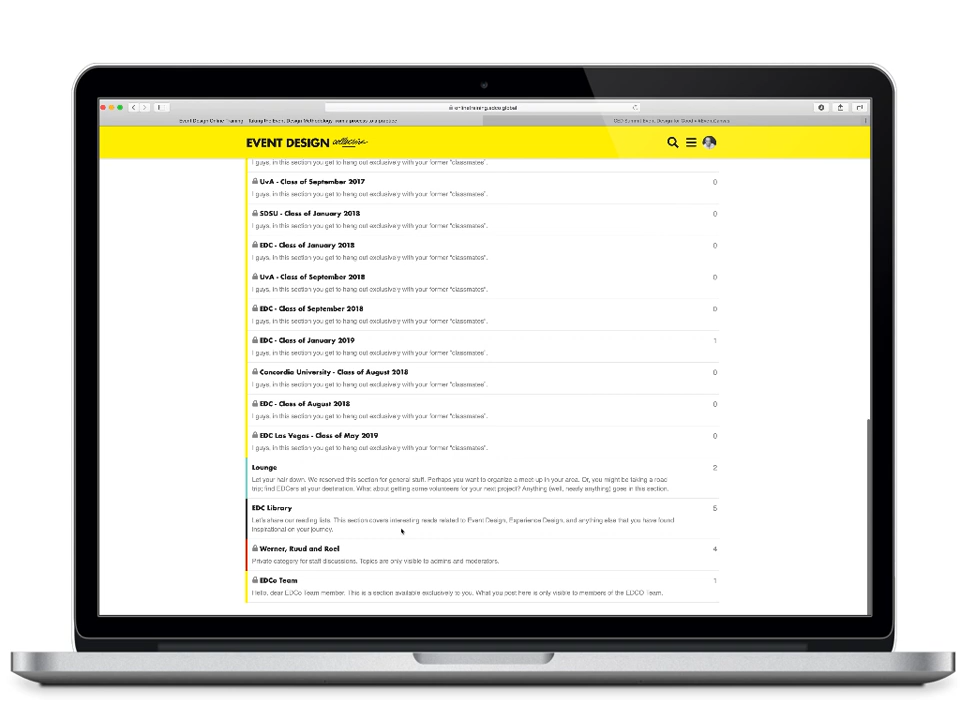 onlinetraining.edco.global
Event Design Online Training
EVENT DESIGN collective
I guys, in this section you get to hang out exclusively with your former "classmates".
UvA - Class of September 2017 0
I guys, in this section you get to hang out exclusively with your former "classmates".
SDSU - Class of January 2018 0
I guys, in this section you get to hang out exclusively with your former "classmates".
EDC - Class of January 2018 0
I guys, in this section you get to hang out exclusively with your former "classmates".
UvA - Class of September 2018 0
I guys, in this section you get to hang out exclusively with your former "classmates".
EDC - Class of September 2018 0
I guys, in this section you get to hang out exclusively with your former "classmates".
EDC - Class of January 2019 1
I guys, in this section you get to hang out exclusively with your former "classmates".
Concordia University - Class of August 2018 0
I guys, in this section you get to hang out exclusively with your former "classmates".
EDC - Class of August 2018 0
I guys, in this section you get to hang out exclusively with your former "classmates".
EDC Las Vegas - Class of May 2019 0
I guys, in this section you get to hang out exclusively with your former "classmates".
Lounge 2
Let your hair down. We reserved this section for general stuff. Perhaps you want to organize a meet up in your area. Or, you might be taking a road
trip; find EDCers at your destination. What about getting some volunteers for your next project? Anything (well, nearly anything) goes in this section.
EDC Library 5
Let's share our reading lists. This section covers interesting reads related to Event Design, Experience Design, and anything else that you have found
inspirational on your journey.
Werner, Ruud and Roel 4
Private category for staff discussions. Topics are only visible to admins and moderators.
EDCo Team 1
Hello, dear EDCo Team member. This is a section available exclusively to you. What you post here is only visible to members of the EDCO Team.